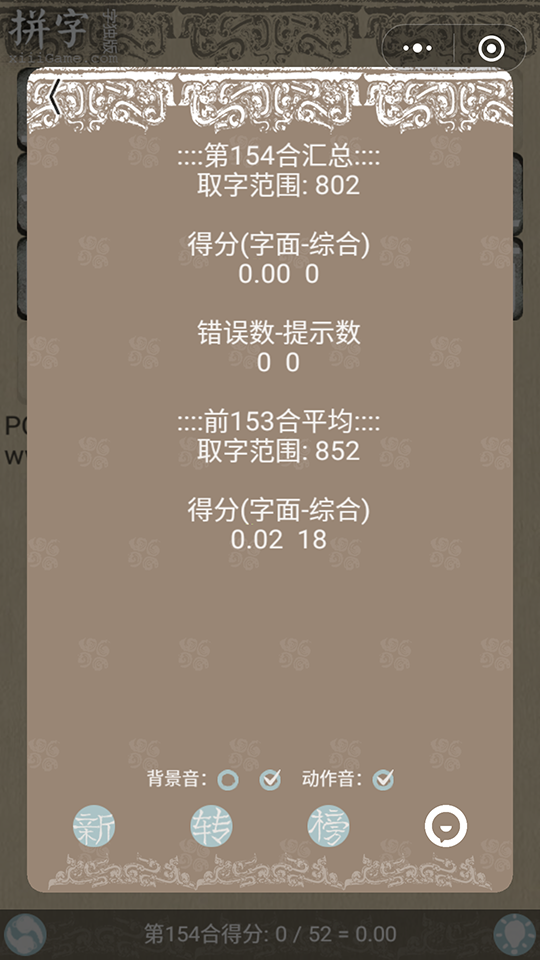 拼字
字由版
::::第154合汇总::::
取字范围: 802
得分(字面-综合)
0.00 0
错误数-提示数
0 0
::::前153合平均::::
取字范围: 852
得分(字面-综合)
0.02 18
背景音: 动作音:
新 转 榜
第154合得分: 0 / 52 = 0.00